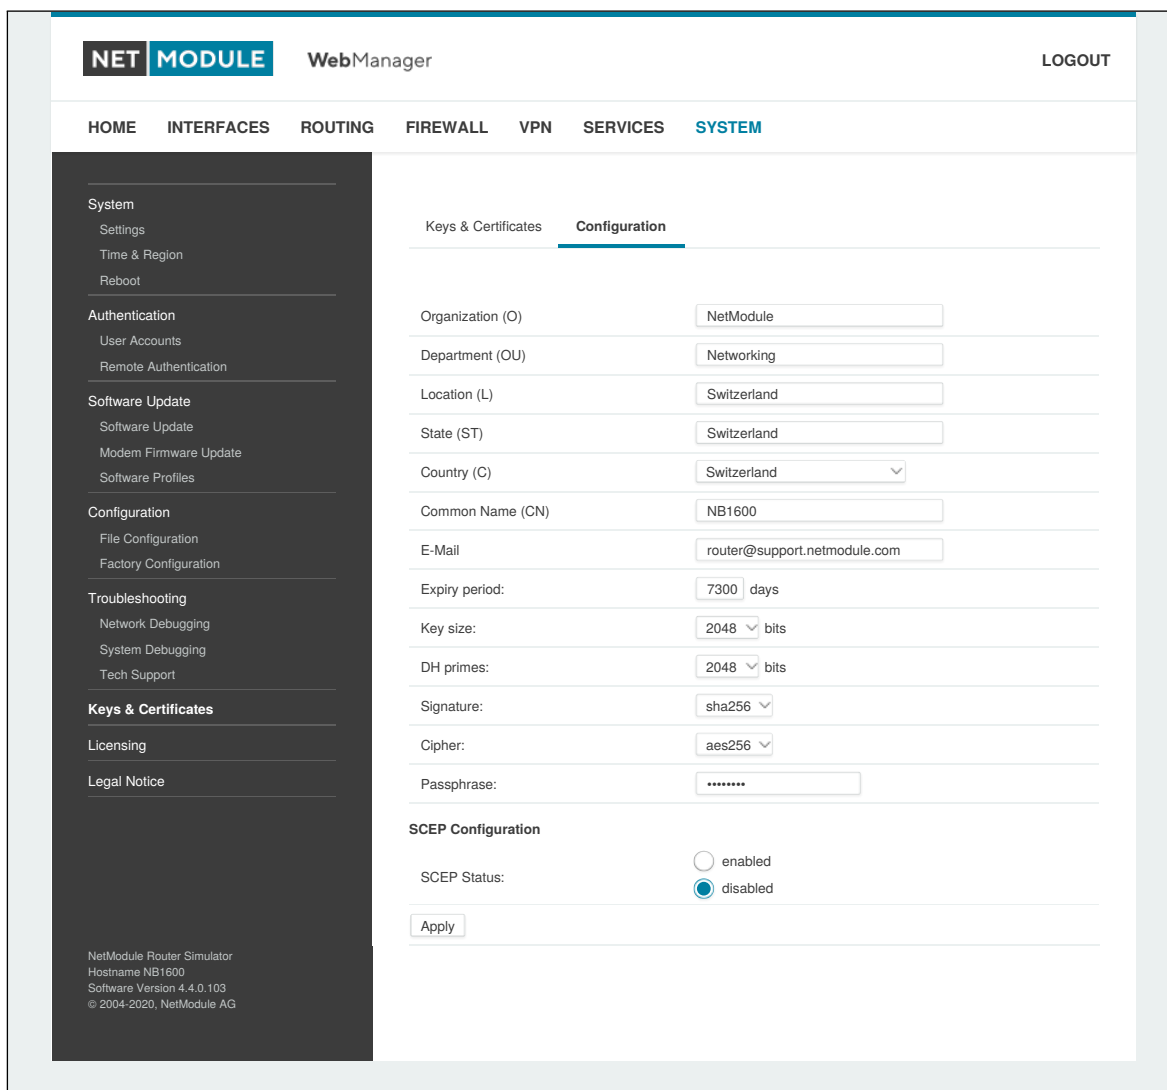 NET MODULE WebManager LOGOUT
HOME INTERFACES ROUTING FIREWALL VPN SERVICES SYSTEM
System
Settings
Time & Region
Reboot
Authentication
User Accounts
Remote Authentication
Software Update
Software Update
Modem Firmware Update
Software Profiles
Configuration
File Configuration
Factory Configuration
Troubleshooting
Network Debugging
System Debugging
Tech Support
Keys & Certificates
Licensing
Legal Notice
NetModule Router Simulator
Hostname NB1600
Software Version 4.4.0.103
© 2004-2020, NetModule AG
Keys & Certificates Configuration
Organization (O) NetModule
Department (OU) Networking
Location (L) Switzerland
State (ST) Switzerland
Country (C) Switzerland
Common Name (CN) NB1600
E-Mail router@support.netmodule.com
Expiry period: 7300 days
Key size: 2048 bits
DH primes: 2048 bits
Signature: sha256
Cipher: aes256
Passphrase: ••••••••
SCEP Configuration
SCEP Status: enabled
disabled
Apply